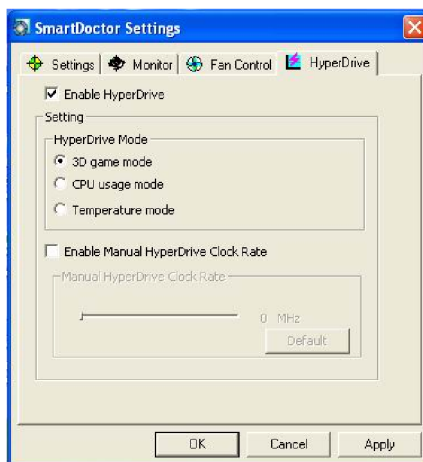 SmartDoctor Settings
Settings Monitor Fan Control HyperDrive
Enable HyperDrive
Setting
HyperDrive Mode
3D game mode
CPU usage mode
Temperature mode
Enable Manual HyperDrive Clock Rate
Manual HyperDrive Clock Rate
0 MHz
Default
OK Cancel Apply